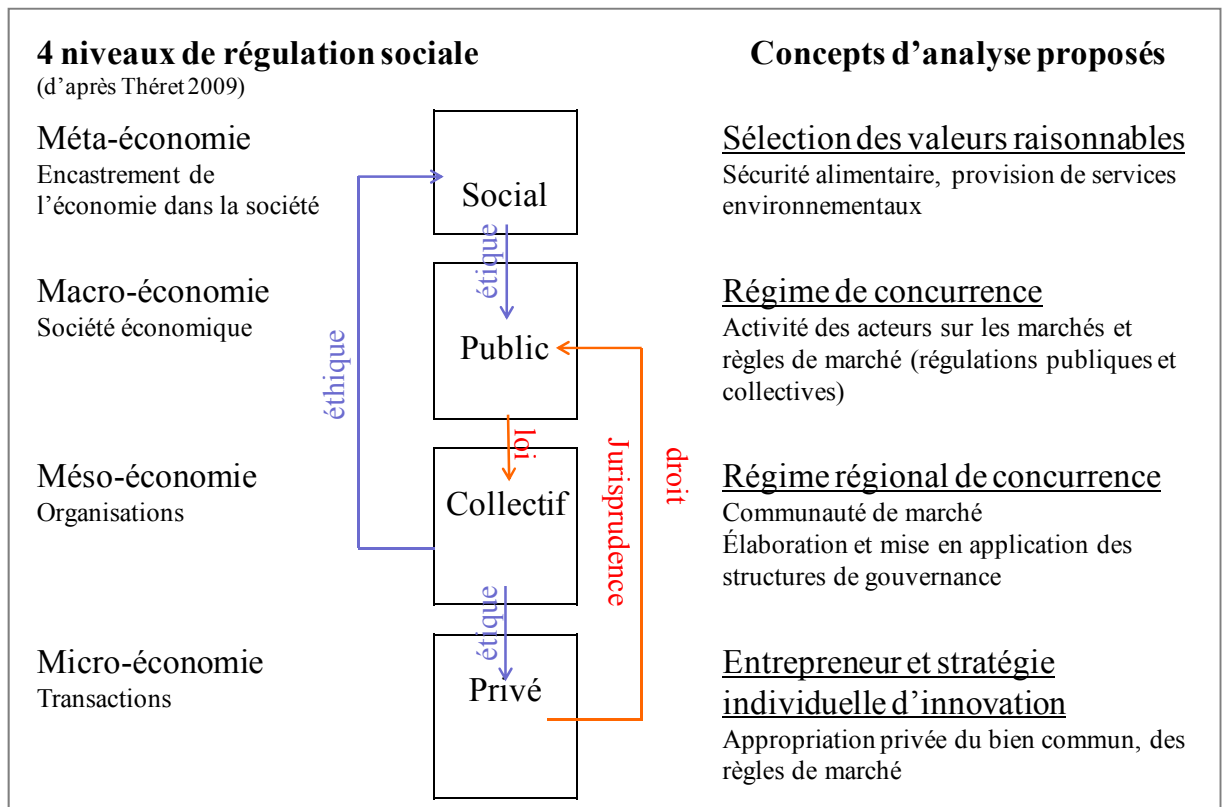 4 niveaux de régulation sociale
(d'après Théret 2009)
Concepts d'analyse proposés
Méta-économie
Encastrement de
l'économie dans la société
Social
Sélection des valeurs raisonnables
Sécurité alimentaire, provision de services
environnementaux
étique
éthique
Macro-économie
Société économique
Public
Régime de concurrence
Activité des acteurs sur les marchés et
règles de marché (régulations publiques et
collectives)
loi
Jurisprudence
droit
Méso-économie
Organisations
Collectif
Régime régional de concurrence
Communauté de marché
Élaboration et mise en application des
structures de gouvernance
étique
Micro-économie
Transactions
Privé
Entrepreneur et stratégie
individuelle d'innovation
Appropriation privée du bien commun, des
règles de marché